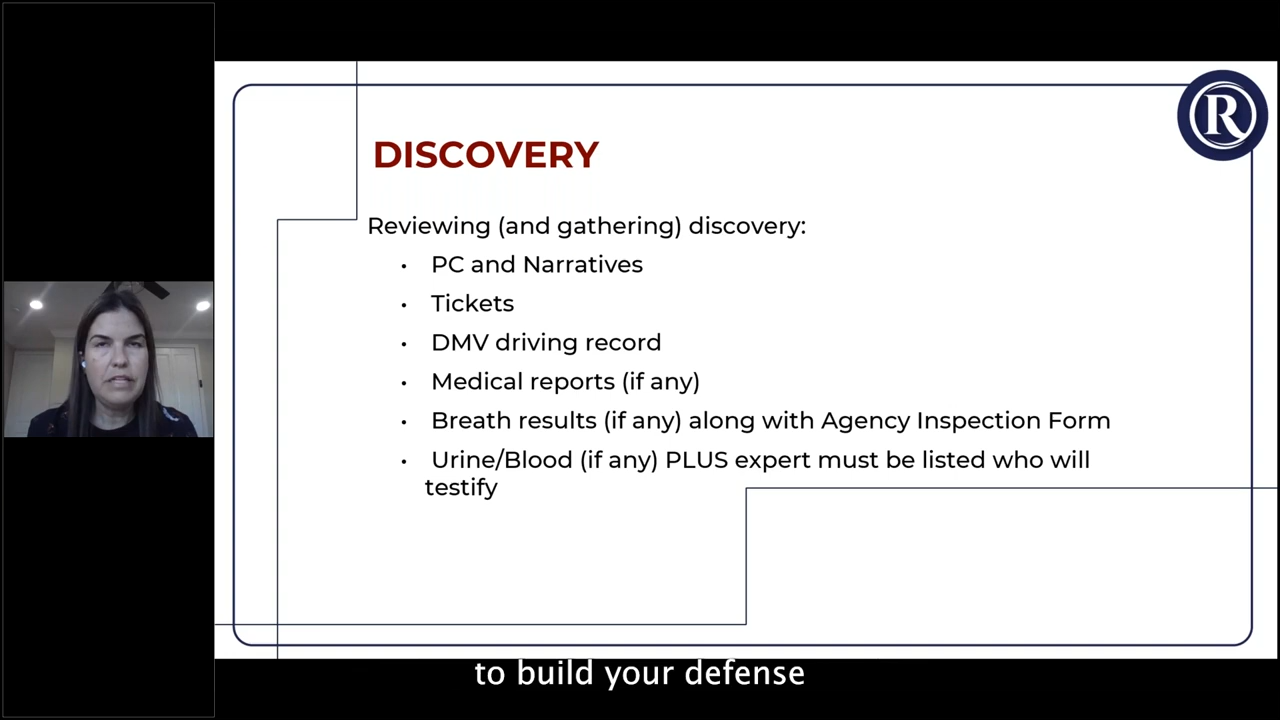 R
DISCOVERY
Reviewing (and gathering) discovery:
• PC and Narratives
• Tickets
• DMV driving record
• Medical reports (if any)
• Breath results (if any) along with Agency Inspection Form
• Urine/Blood (if any) PLUS expert must be listed who will
testify
to build your defense